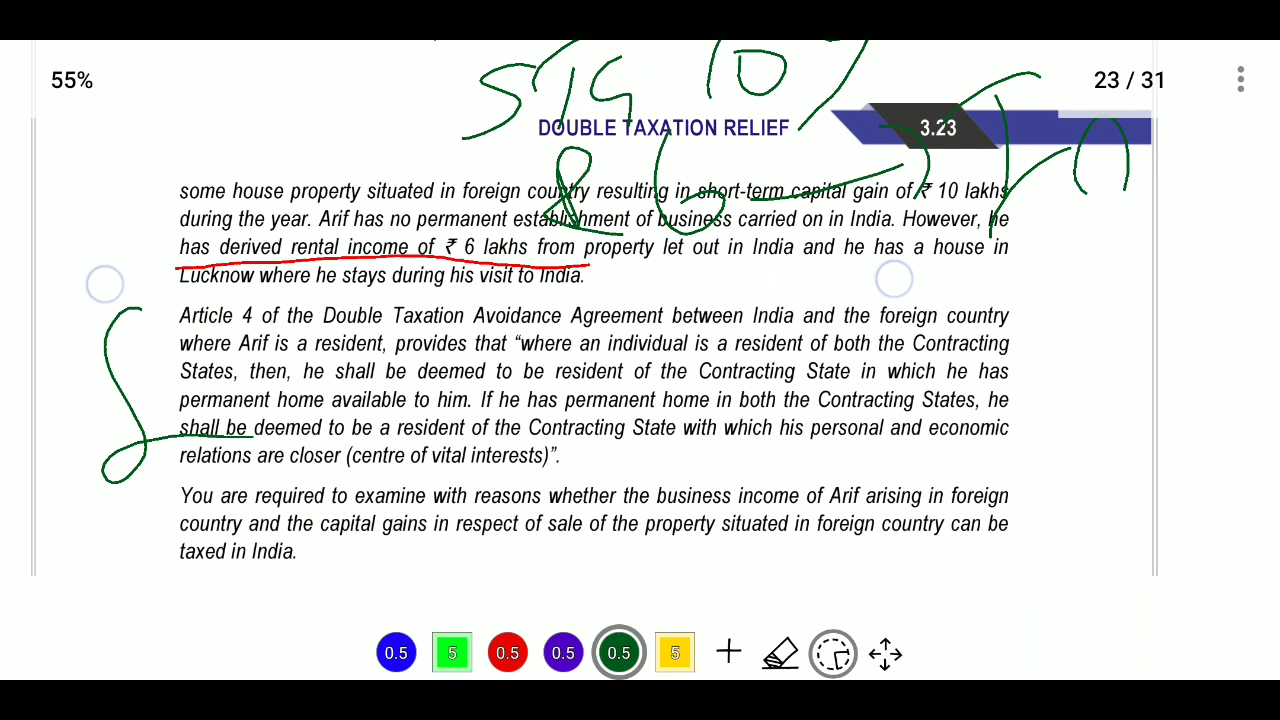 55%
23 / 31
STCG 10
DOUBLE TAXATION RELIEF
3.23
some house property situated in foreign country resulting in short-term capital gain of ₹ 10 lakhs
during the year. Arif has no permanent establishment of business carried on in India. However, he
has derived rental income of ₹ 6 lakhs from property let out in India and he has a house in
Lucknow where he stays during his visit to India.
Article 4 of the Double Taxation Avoidance Agreement between India and the foreign country
where Arif is a resident, provides that “where an individual is a resident of both the Contracting
States, then, he shall be deemed to be resident of the Contracting State in which he has
permanent home available to him. If he has permanent home in both the Contracting States, he
shall be deemed to be a resident of the Contracting State with which his personal and economic
relations are closer (centre of vital interests)”.
You are required to examine with reasons whether the business income of Arif arising in foreign
country and the capital gains in respect of sale of the property situated in foreign country can be
taxed in India.
0.5
5
0.5
0.5
0.5
5